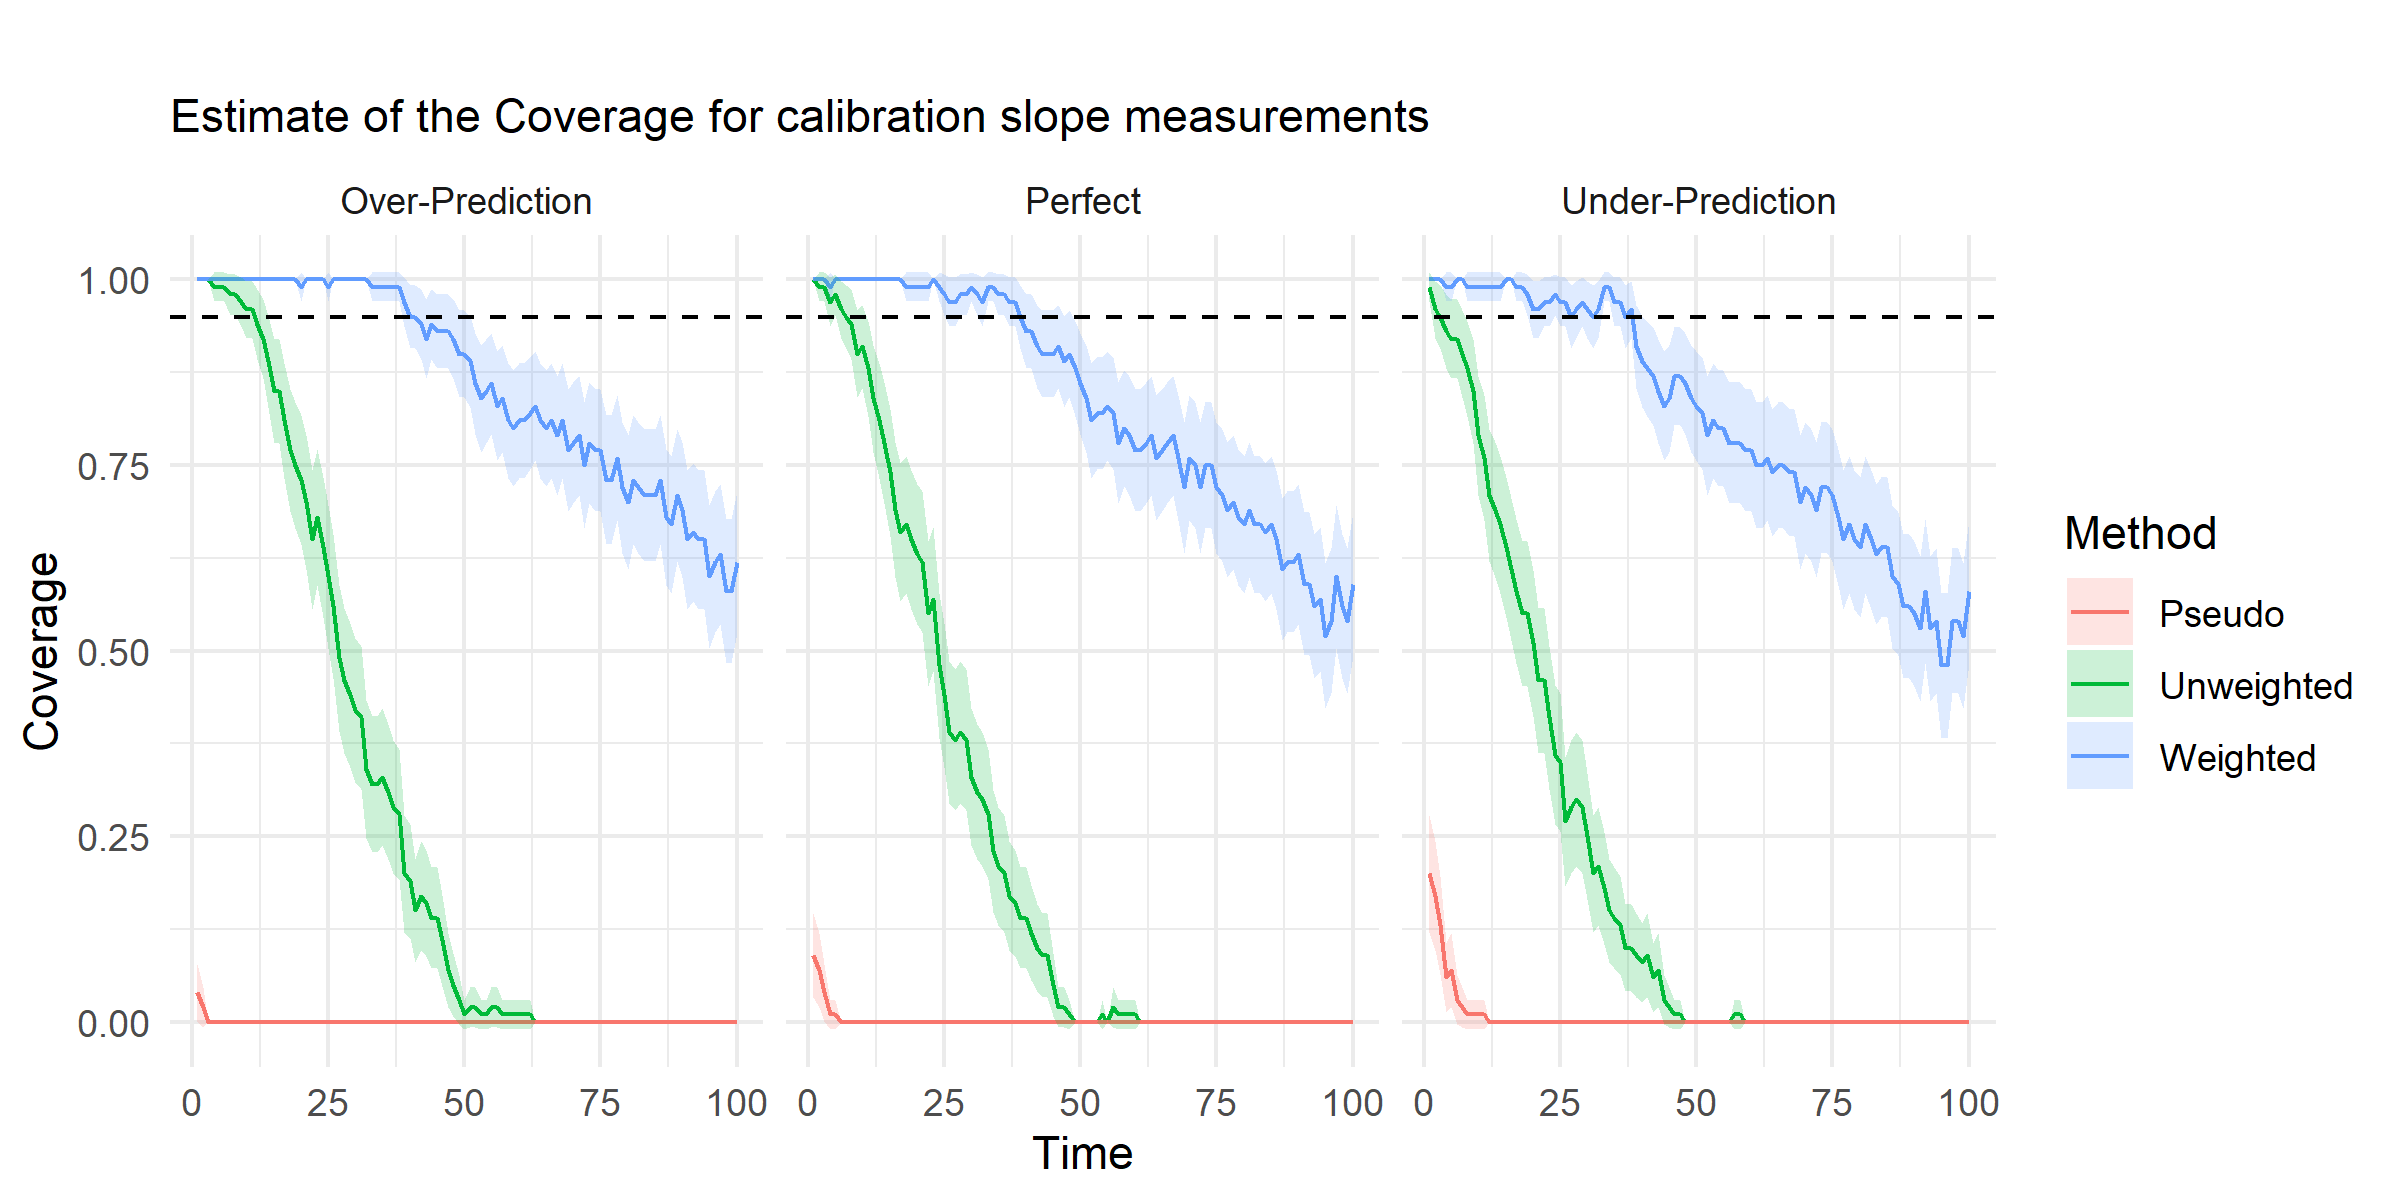 Estimate of the Coverage for calibration slope measurements
Over-Prediction
Perfect
Under-Prediction
1.00
0.75
0.50
0.25
0.00
Coverage
0 25 50 75 100
0 25 50 75 100
0 25 50 75 100
Time
Method
Pseudo
Unweighted
Weighted